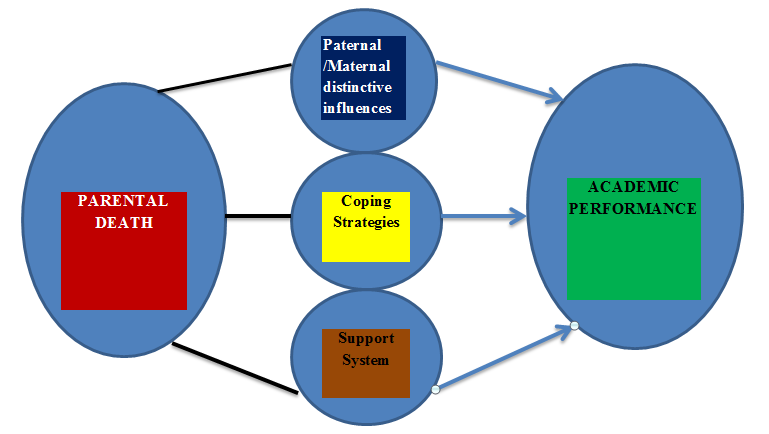 PARENTAL
DEATH
Paternal
/Maternal
distinctive
influences
Coping
Strategies
Support
System
ACADEMIC
PERFORMANCE